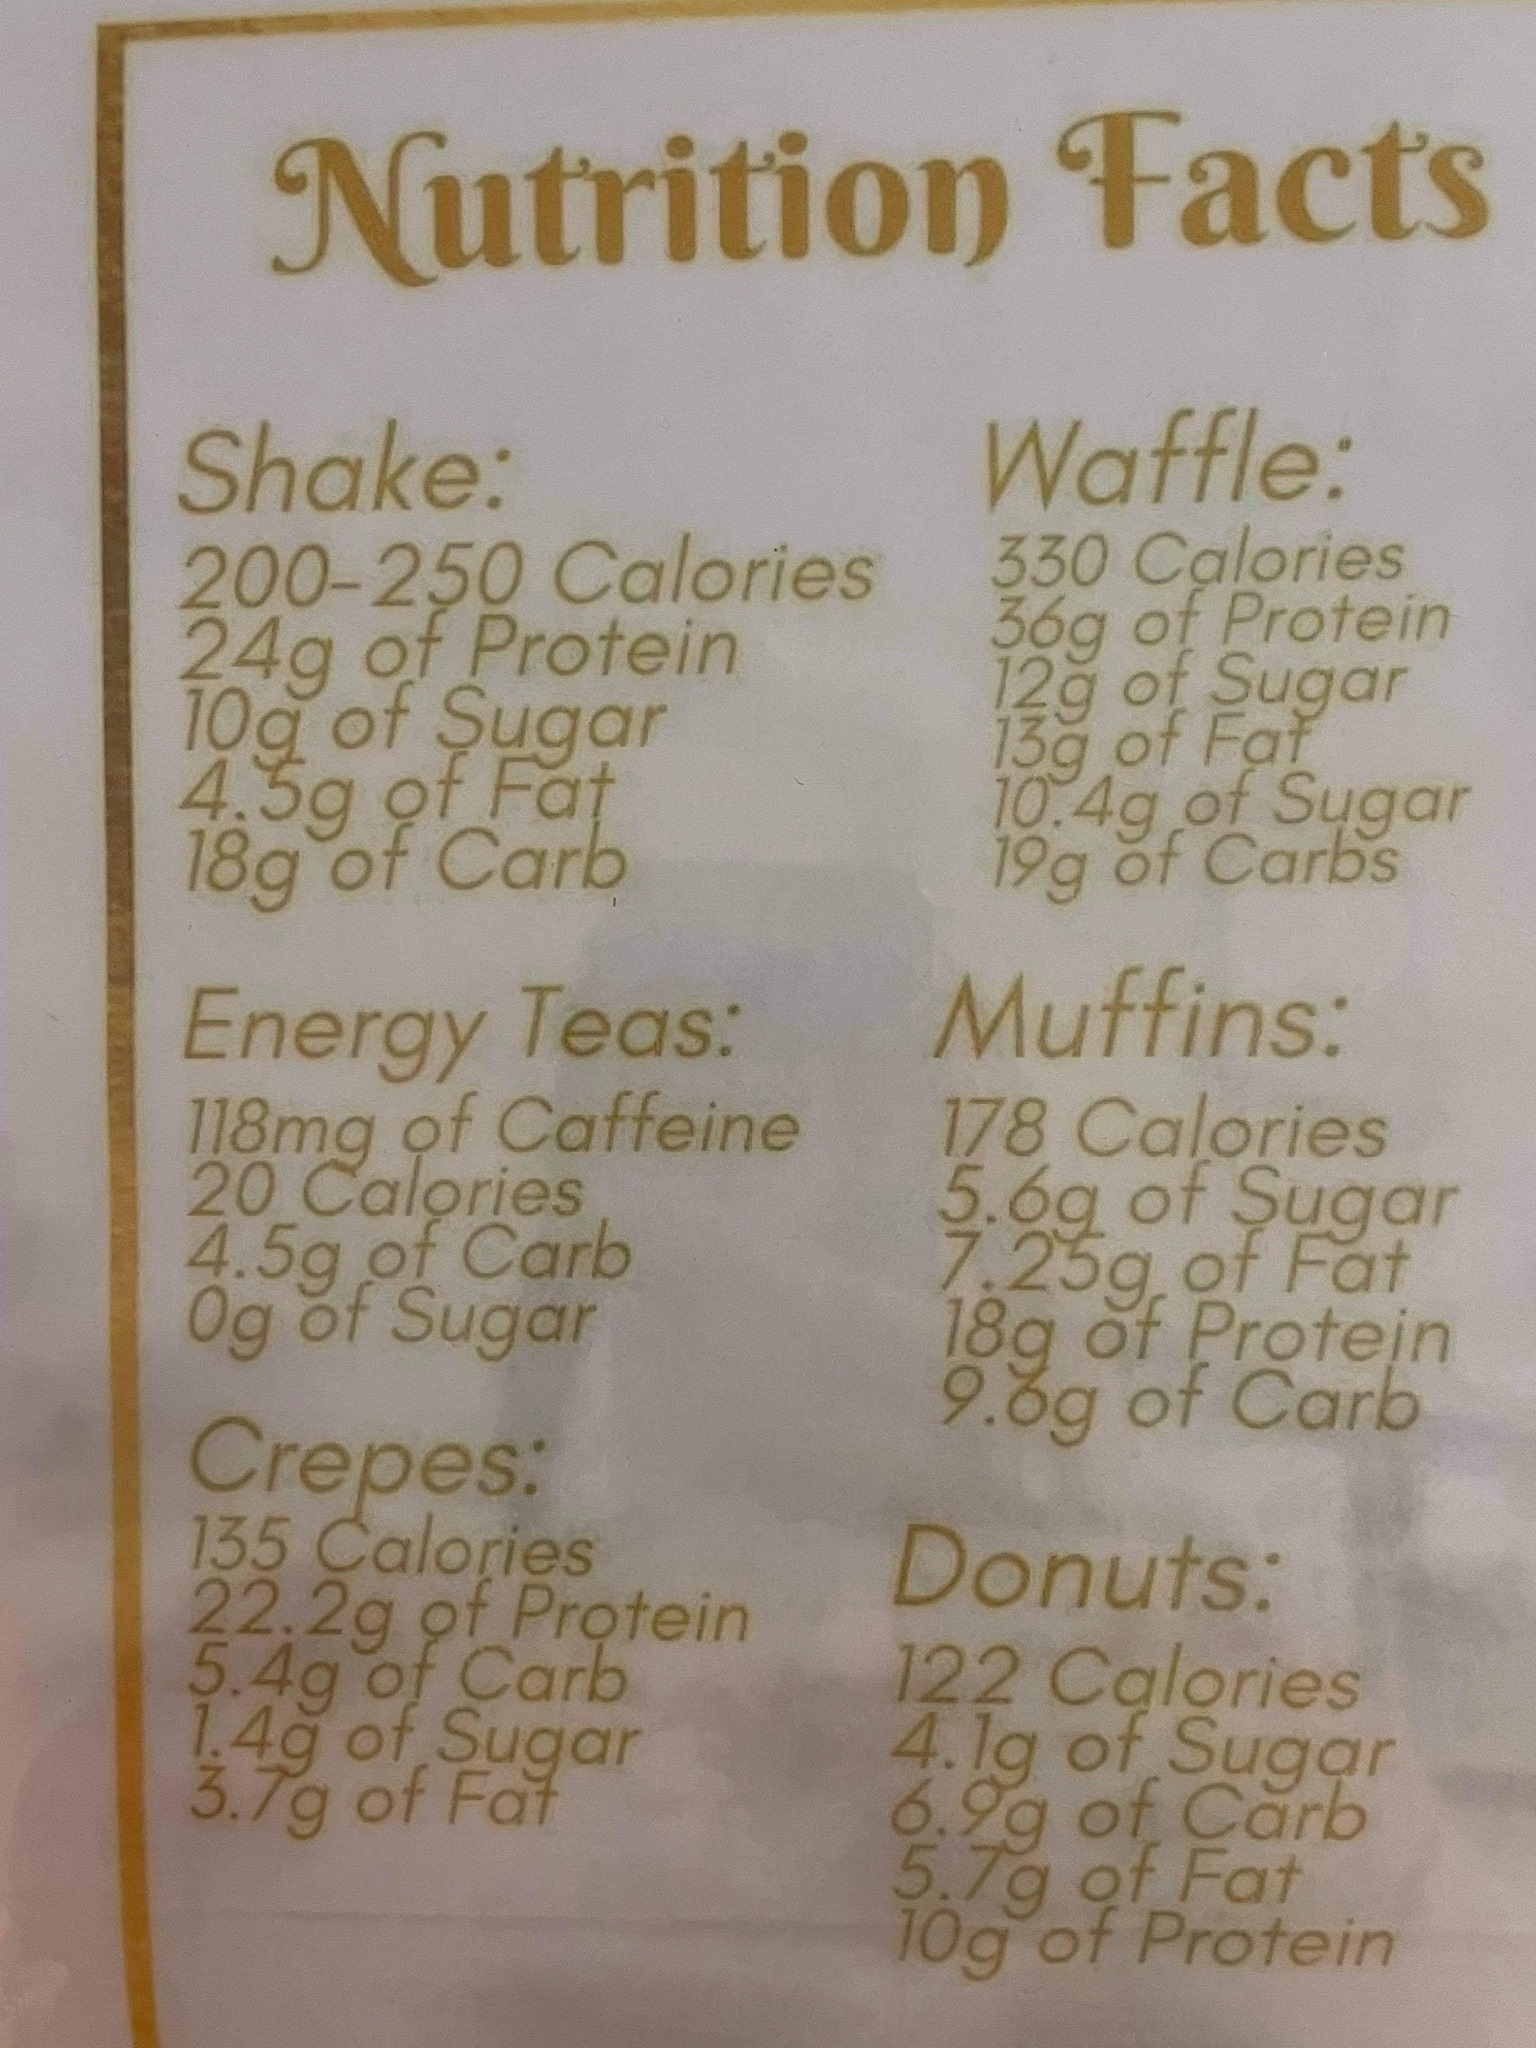 Nutrition Facts
Shake:
200-250 Calories
24g of Protein
10g of Sugar
4.5g of Fat
18g of Carb
Energy Teas:
118mg of Caffeine
20 Calories
4.5g of Carb
0g of Sugar
Crepes:
135 Calories
22.2g of Protein
5.4g of Carb
1.4g of Sugar
3.7g of Fat
Waffle:
330 Calories
36g of Protein
12g of Sugar
13g of Fat
10.4g of Sugar
19g of Carbs
Muffins:
178 Calories
5.6g of Sugar
7.25g of Fat
18g of Protein
9.6g of Carb
Donuts:
122 Calories
4.1g of Sugar
6.9g of Carb
5.7g of Fat
10g of Protein